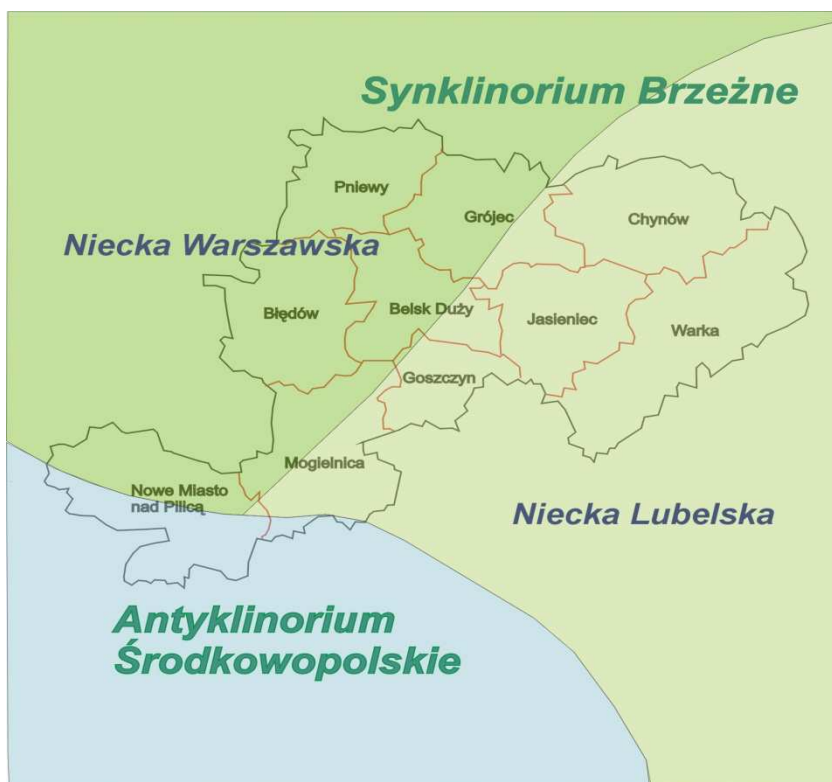 Synklinorium Brzeżne
Pniewy
Grójec
Chynów
Niecka Warszawska
Błędów
Belsk Duży
Jasieniec
Warka
Goszczyn
Mogielnica
Nowe Miasto
nad Pilicą
Niecka Lubelska
Antyklinorium
Środkowopolskie